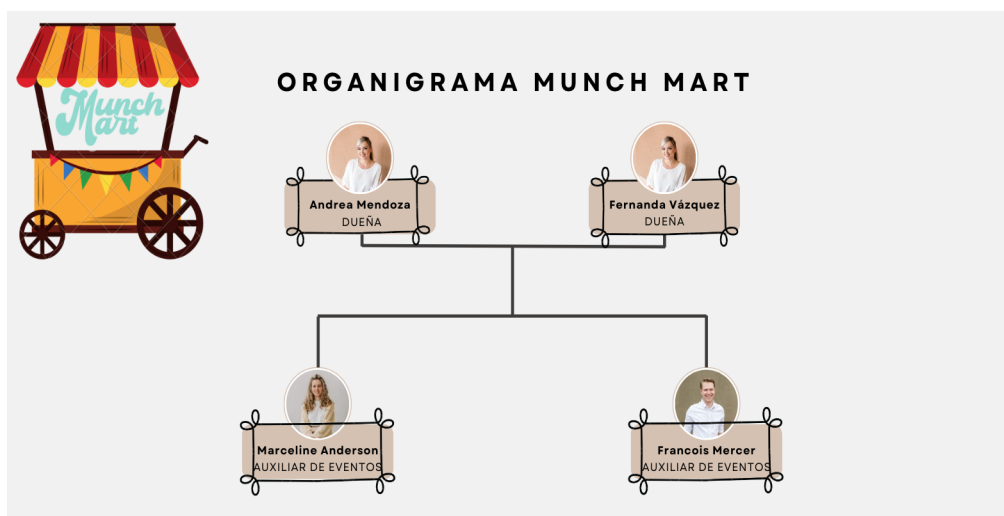 Munch
Mart
ORGANIGRAMA MUNCH MART
Andrea Mendoza
DUEÑA
Fernanda Vázquez
DUEÑA
Marceline Anderson
AUXILIAR DE EVENTOS
Francois Mercer
AUXILIAR DE EVENTOS